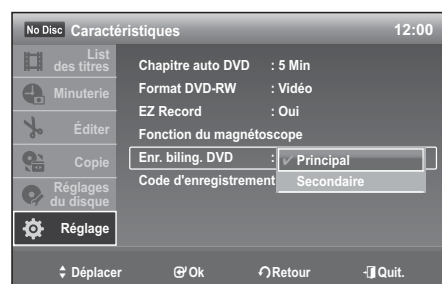 No Disc Caractéristiques 12:00
List
des titres
Minuterie
Éditer
Copie
Réglages
du disque
Réglage
Chapitre auto DVD : 5 Min
Format DVD-RW : Vidéo
EZ Record : Oui
Fonction du magnétoscope
Enr. biling. DVD : ✔ Principal
Code d'enregistrement Secondaire
Déplacer Ok Retour Quit.